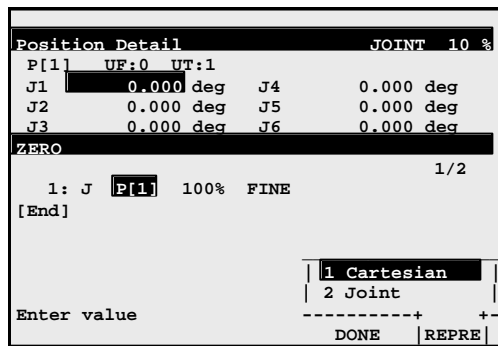 Position Detail JOINT 10 %
P[1] UF:0 UT:1
J1 0.000 deg J4 0.000 deg
J2 0.000 deg J5 0.000 deg
J3 0.000 deg J6 0.000 deg
ZERO
1/2
1: J P[1] 100% FINE
[End]
1 Cartesian
2 Joint
Enter value
DONE |REPRE|